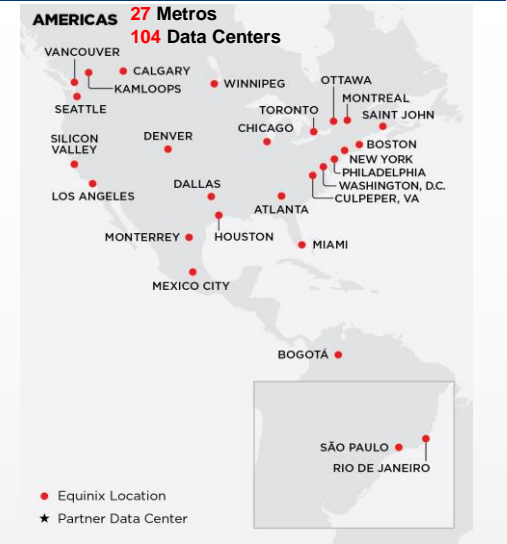 AMERICAS 27 Metros
104 Data Centers
VANCOUVER
CALGARY
KAMLOOPS
WINNIPEG
OTTAWA
MONTREAL
SEATTLE
TORONTO
SAINT JOHN
CHICAGO
SILICON
VALLEY
DENVER
BOSTON
NEW YORK
PHILADELPHIA
WASHINGTON, D.C.
CULPEPER, VA
LOS ANGELES
DALLAS
ATLANTA
MONTERREY
HOUSTON
MIAMI
MEXICO CITY
BOGOTÁ
SÃO PAULO
RIO DE JANEIRO
Equinix Location
★ Partner Data Center